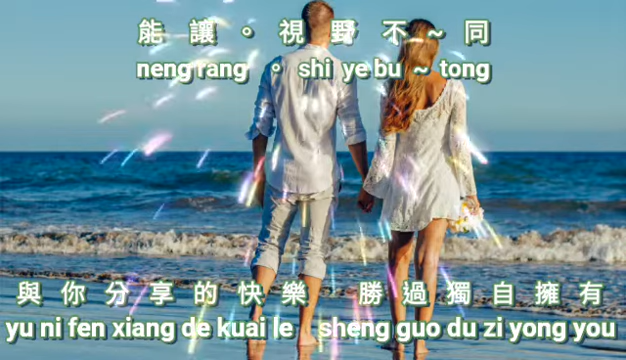 能 讓 。 視 野 不 ~ 同
neng rang 。 shi ye bu ~ tong
與 你 分 享 的 快 樂 勝 過 獨 自 擁 有
yu ni fen xiang de kuai le sheng guo du zi yong you